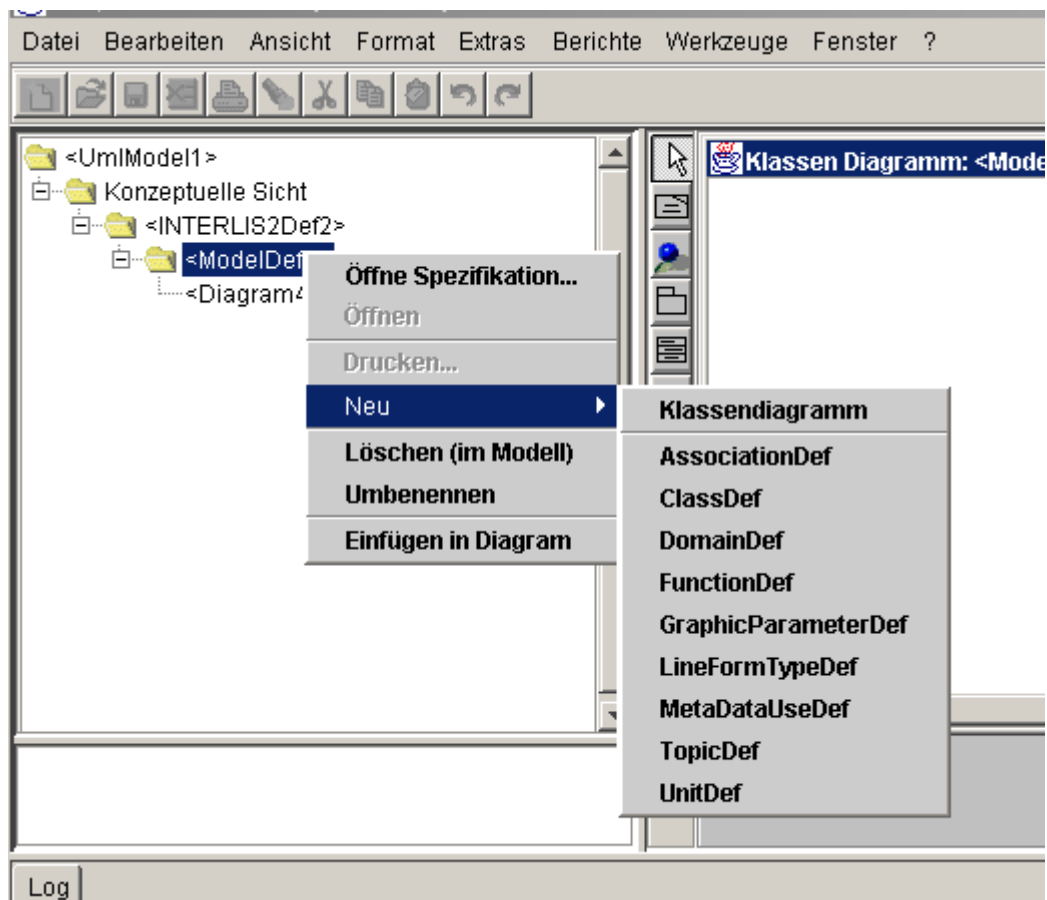 Datei Bearbeiten Ansicht Format Extras Berichte Werkzeuge Fenster ?
<UmlModel1>
Konzeptuelle Sicht
<INTERLIS2Def2>
<ModelDef
<Diagram4
Klassen Diagramm: <Mode
Öffne Spezifikation...
Öffnen
Drucken...
Neu
Löschen (im Modell)
Umbenennen
Einfügen in Diagram
Klassendiagramm
AssociationDef
ClassDef
DomainDef
FunctionDef
GraphicParameterDef
LineFormTypeDef
MetaDataUseDef
TopicDef
UnitDef
Log